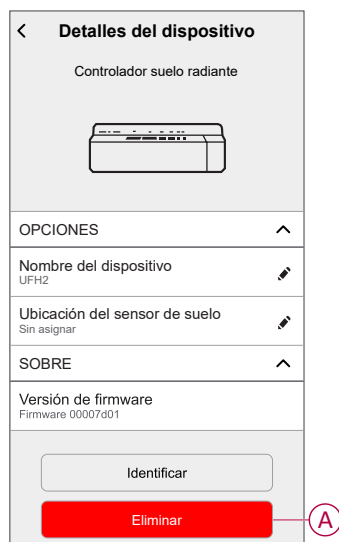 Detalles del dispositivo
Controlador suelo radiante
OPCIONES
Nombre del dispositivo
UFH2
Ubicación del sensor de suelo
Sin asignar
SOBRE
Versión de firmware
Firmware 00007d01
Identificar
Eliminar
A